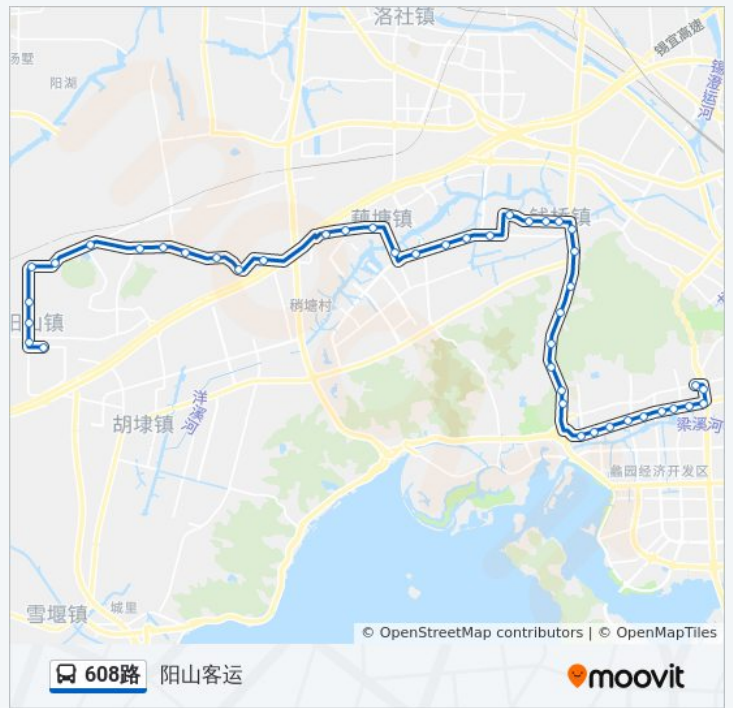 洛社镇
锡宜高速
锡澄运河
阳湖
藕塘镇
钱桥镇
稍塘村
阳山镇
洋溪河
胡埭镇
梁溪河
蠡园经济开发区
雪堰镇
城里
© OpenStreetMap contributors | © OpenMapTiles
608路 阳山客运
moovit